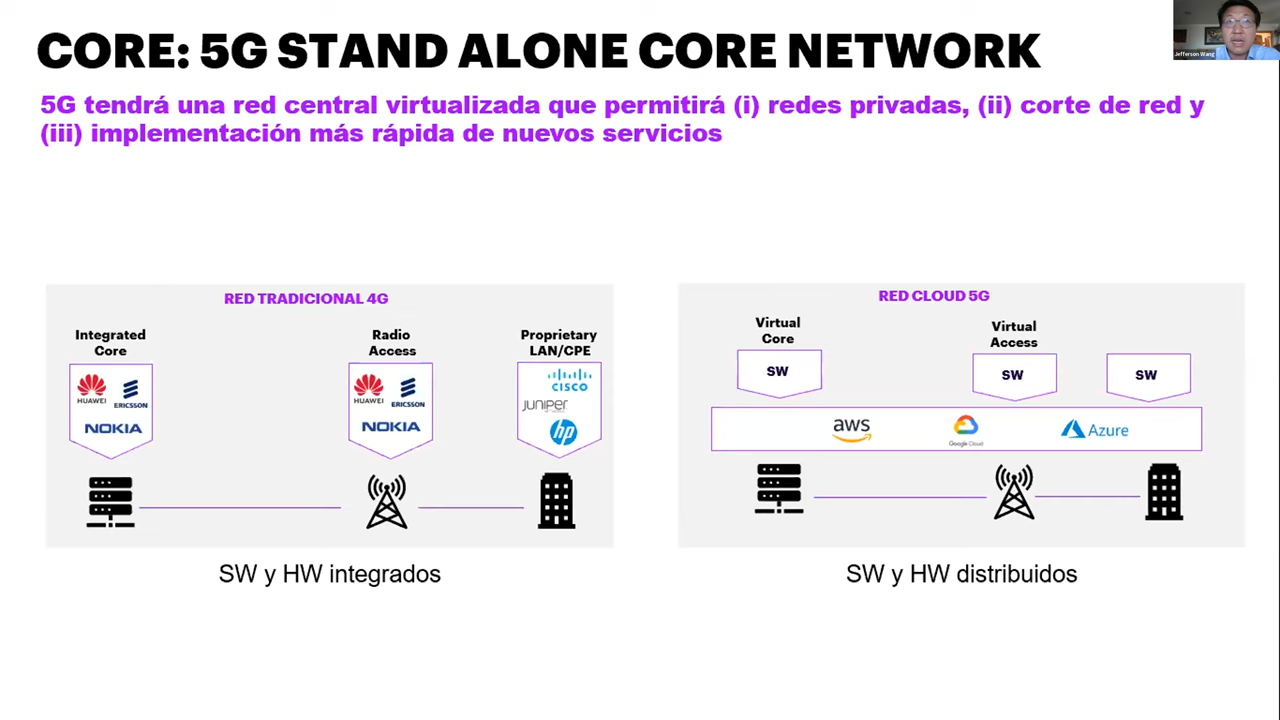 CORE: 5G STAND ALONE CORE NETWORK
Jefferson Wang
5G tendrá una red central virtualizada que permitirá (i) redes privadas, (ii) corte de red y
(iii) implementación más rápida de nuevos servicios
RED TRADICIONAL 4G
Integrated
Core
HUAWEI
ERICSSON
NOKIA
Radio
Access
HUAWEI
ERICSSON
NOKIA
Proprietary
LAN/CPE
CISCO
JUNIPER
hp
SW y HW integrados
RED CLOUD 5G
Virtual
Core
SW
Virtual
Access
SW
SW
aws
Google Cloud
Azure
SW y HW distribuidos